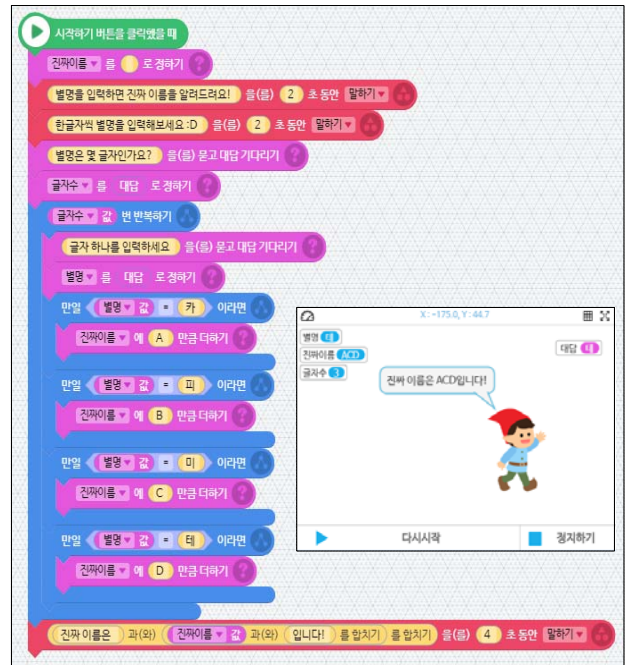 시작하기 버튼을 클릭했을 때
진짜이름 ▼ 를 로 정하기 ?
별명을 입력하면 진짜 이름을 알려드려요! 을(를) 2 초 동안 말하기 ▼
한글자씩 별명을 입력해보세요 :D 을(를) 2 초 동안 말하기 ▼
별명은 몇 글자인가요? 을(를) 묻고 대답 기다리기 ?
글자수 ▼ 를 대답 로 정하기 ?
글자수 ▼ 값 번 반복하기
글자 하나를 입력하세요 을(를) 묻고 대답 기다리기 ?
별명 ▼ 를 대답 로 정하기 ?
만일 별명 ▼ 값 = 카 이라면
진짜이름 ▼ 에 A 만큼 더하기 ?
만일 별명 ▼ 값 = 피 이라면
진짜이름 ▼ 에 B 만큼 더하기 ?
만일 별명 ▼ 값 = 미 이라면
진짜이름 ▼ 에 C 만큼 더하기 ?
만일 별명 ▼ 값 = 테 이라면
진짜이름 ▼ 에 D 만큼 더하기 ?
진짜 이름은 과(와) 진짜이름 ▼ 값 과(와) 입니다! 를 합치기 를 합치기 을(를) 4 초 동안 말하기 ▼
X : -175.0, Y : 44.7
별명 테
진짜이름 ACD
글자수 3
대답 테
진짜 이름은 ACD입니다!
다시시작
정지하기